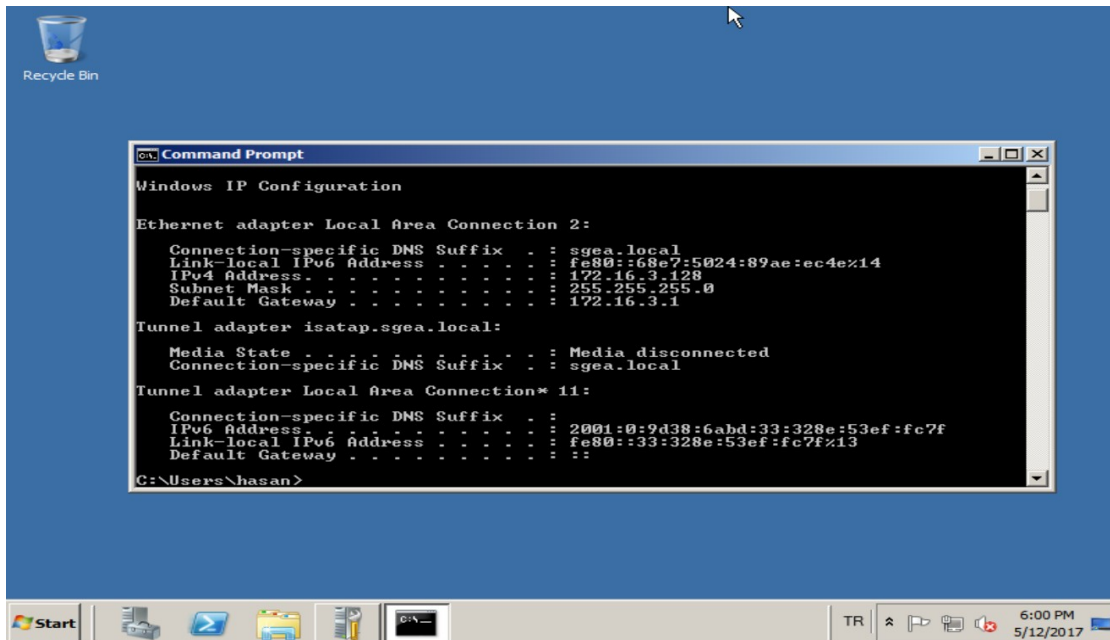 Recycle Bin
Command Prompt
Windows IP Configuration
Ethernet adapter Local Area Connection 2:
Connection-specific DNS Suffix . : sgea.local
Link-local IPv6 Address . . . . . : fe80::68e7:5024:89ae:ec4e%14
IPv4 Address. . . . . . . . . . . : 172.16.3.128
Subnet Mask . . . . . . . . . . . : 255.255.255.0
Default Gateway . . . . . . . . . : 172.16.3.1
Tunnel adapter isatap.sgea.local:
Media State . . . . . . . . . . . : Media disconnected
Connection-specific DNS Suffix . : sgea.local
Tunnel adapter Local Area Connection* 11:
Connection-specific DNS Suffix . :
IPv6 Address. . . . . . . . . . . : 2001:0:9d38:6abd:33:328e:53ef:fc7f
Link-local IPv6 Address . . . . . : fe80::33:328e:53ef:fc7f%13
Default Gateway . . . . . . . . . : ::
C:\Users\hasan>
Start
TR
6:00 PM
5/12/2017